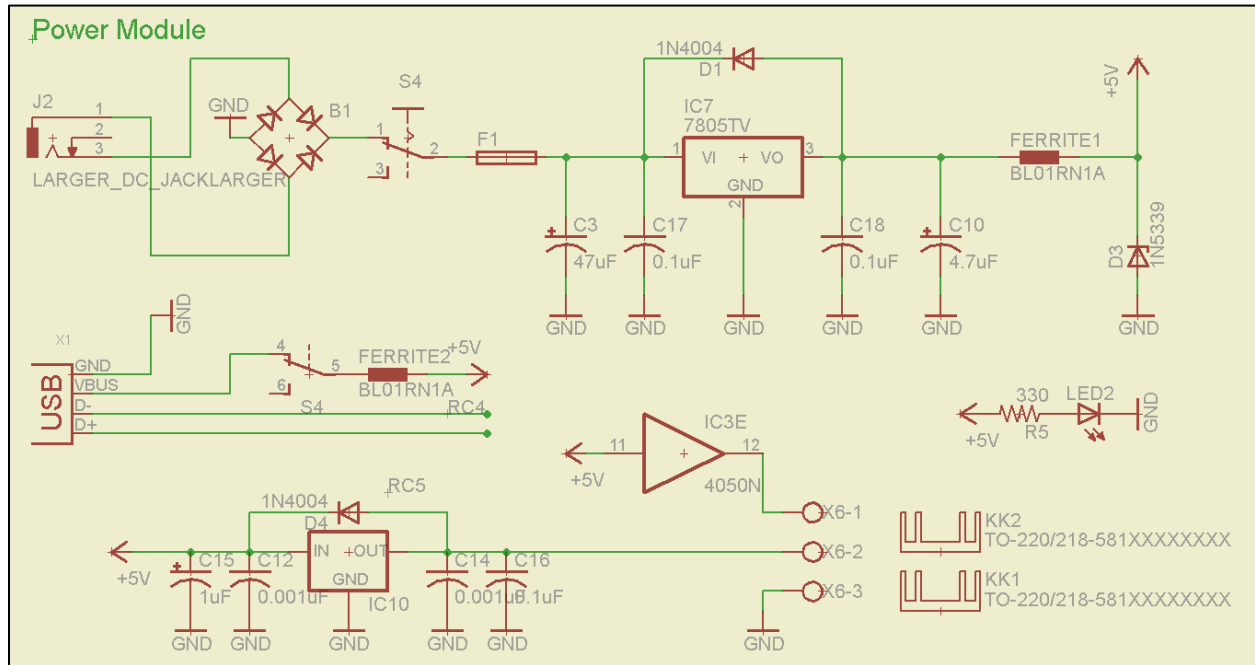 Power Module
J2
1
2
3
LARGER_DC_JACKLARGER
GND
B1
S4
1
2
3
F1
1N4004
D1
IC7
7805TV
1
VI
VO
3
GND
2
C3
47uF
GND
C17
0.1uF
GND
GND
C18
0.1uF
GND
C10
4.7uF
GND
FERRITE1
BL01RN1A
+5V
D3
1N5339
GND
X1
USB
GND
VBUS
D-
D+
GND
4
5
6
S4
FERRITE2
BL01RN1A
+5V
RC4
RC5
330
LED2
+5V
R5
GND
IC3E
11
12
+5V
4050N
1N4004
D4
+5V
C15
1uF
GND
C12
0.001uF
GND
IN
OUT
GND
IC10
GND
C14
0.001uF
GND
C16
0.1uF
GND
X6-1
X6-2
X6-3
GND
KK2
TO-220/218-581XXXXXXXX
KK1
TO-220/218-581XXXXXXXX